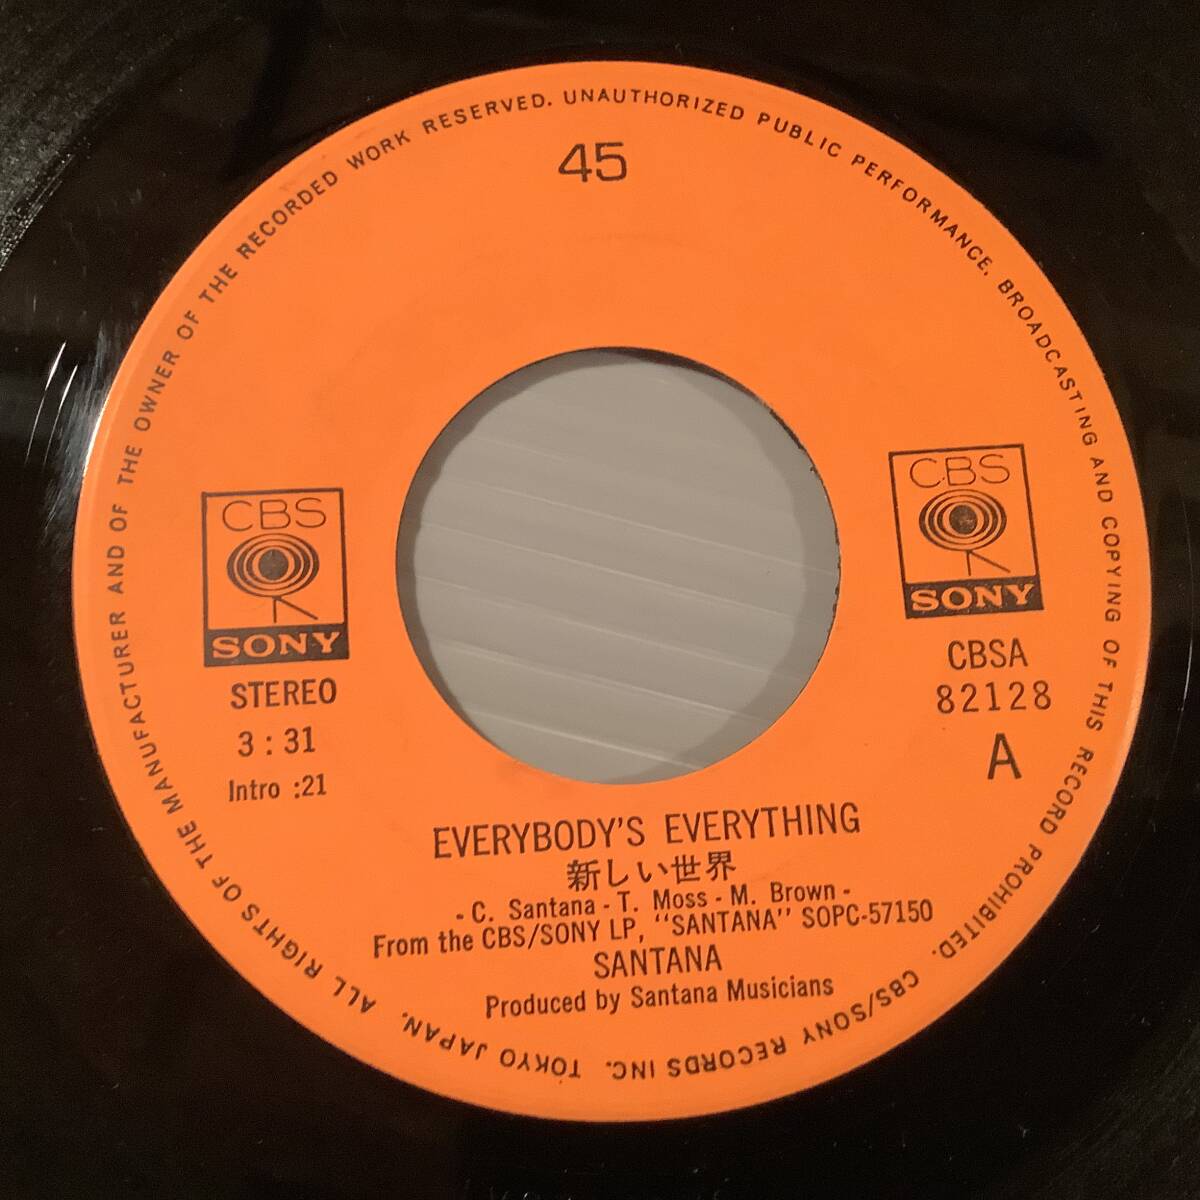 ALL RIGHTS OF THE MANUFACTURER AND OF THE OWNER OF THE RECORDED WORK RESERVED. UNAUTHORIZED PUBLIC PERFORMANCE, BROADCASTING AND COPYING OF THIS RECORD PROHIBITED. CBS/SONY RECORDS INC. TOKYO JAPAN.
45
CBS
SONY
STEREO
3:31
Intro :21
CBS
SONY
CBSA
82128
A
EVERYBODY'S EVERYTHING
新しい世界
- C. Santana - T. Moss - M. Brown -
From the CBS/SONY LP, "SANTANA" SOPC-57150
SANTANA
Produced by Santana Musicians